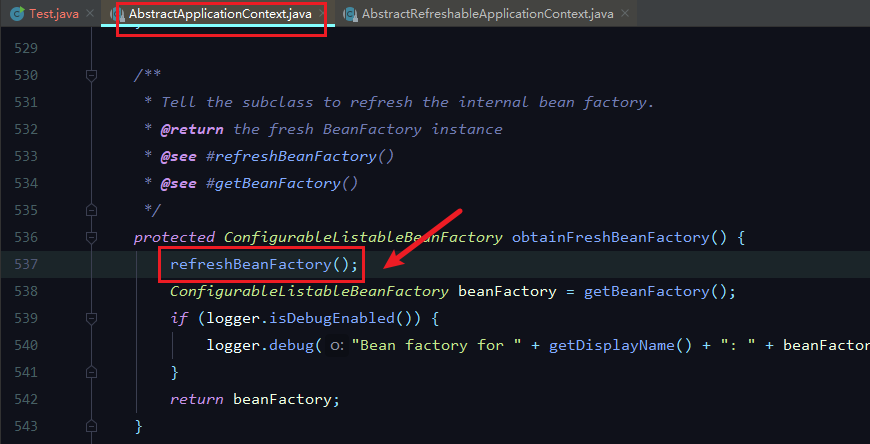 Test.java AbstractApplicationContext.java AbstractRefreshableApplicationContext.java
529
530 /**
531 * Tell the subclass to refresh the internal bean factory.
532 * @return the fresh BeanFactory instance
533 * @see #refreshBeanFactory()
534 * @see #getBeanFactory()
535 */
536 protected ConfigurableListableBeanFactory obtainFreshBeanFactory() {
537 refreshBeanFactory();
538 ConfigurableListableBeanFactory beanFactory = getBeanFactory();
539 if (logger.isDebugEnabled()) {
540 logger.debug( o: "Bean factory for " + getDisplayName() + ": " + beanFactor
541 }
542 return beanFactory;
543 }